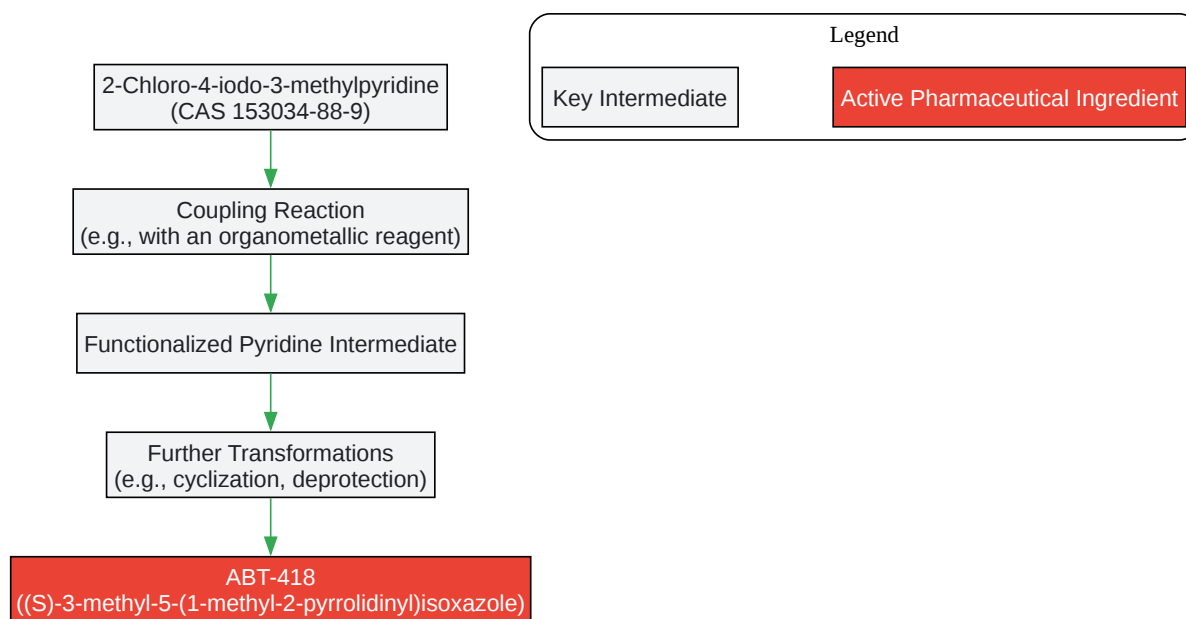 Legend
Key Intermediate
Active Pharmaceutical Ingredient
2-Chloro-4-iodo-3-methylpyridine
(CAS 153034-88-9)
Coupling Reaction
(e.g., with an organometallic reagent)
Functionalized Pyridine Intermediate
Further Transformations
(e.g., cyclization, deprotection)
ABT-418
((S)-3-methyl-5-(1-methyl-2-pyrrolidinyl)isoxazole)